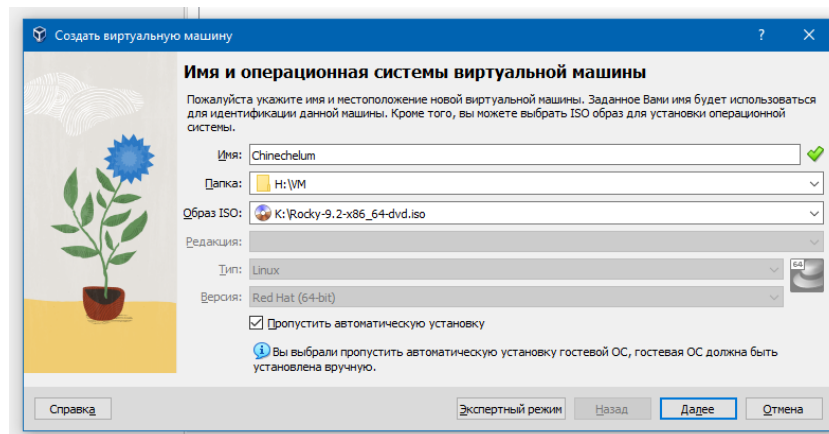 Создать виртуальную машину
Имя и операционная системы виртуальной машины
Пожалуйста укажите имя и местоположение новой виртуальной машины. Заданное Вами имя будет использоваться
для идентификации данной машины. Кроме того, вы можете выбрать ISO образ для установки операционной
системы.
Имя: Chinechelum
Папка: H:\VM
Образ ISO: K:\Rocky-9.2-x86_64-dvd.iso
Редакция:
Тип: Linux
64
Версия: Red Hat (64-bit)
Пропустить автоматическую установку
Вы выбрали пропустить автоматическую установку гостевой ОС, гостевая ОС должна быть
установлена вручную.
Справка Экспертный режим Назад Далее Отмена